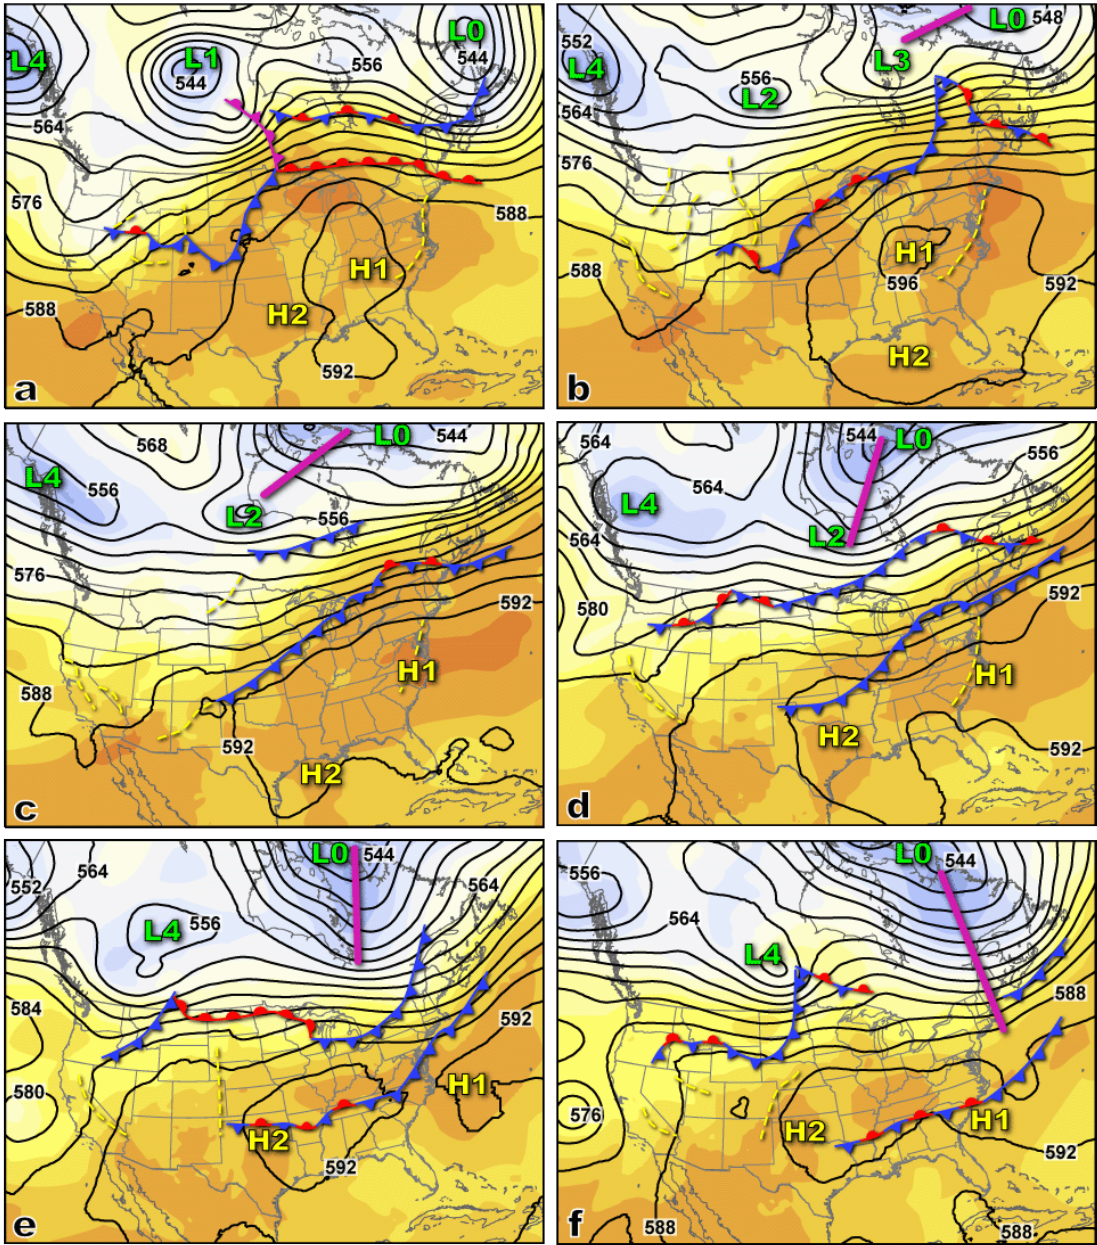 L4 L1 L0
544 556 544
564
576
588
H1
H2
588
592
a
L0 548
552 L3
L4
556
L2
564
576
588
H1
596 592
H2
b
568 L0 544
L4 556
L2
556
576
592
H1
588
592
H2
c
564 544 L0
556
L4 564
L2
564
580
592
H1
H2
592
d
L0 544
552 564 564
L4 556
584
592
580
H1
H2
592
e
L0 544
556
564
L4
588
576
H2 H1
592
588 588
f